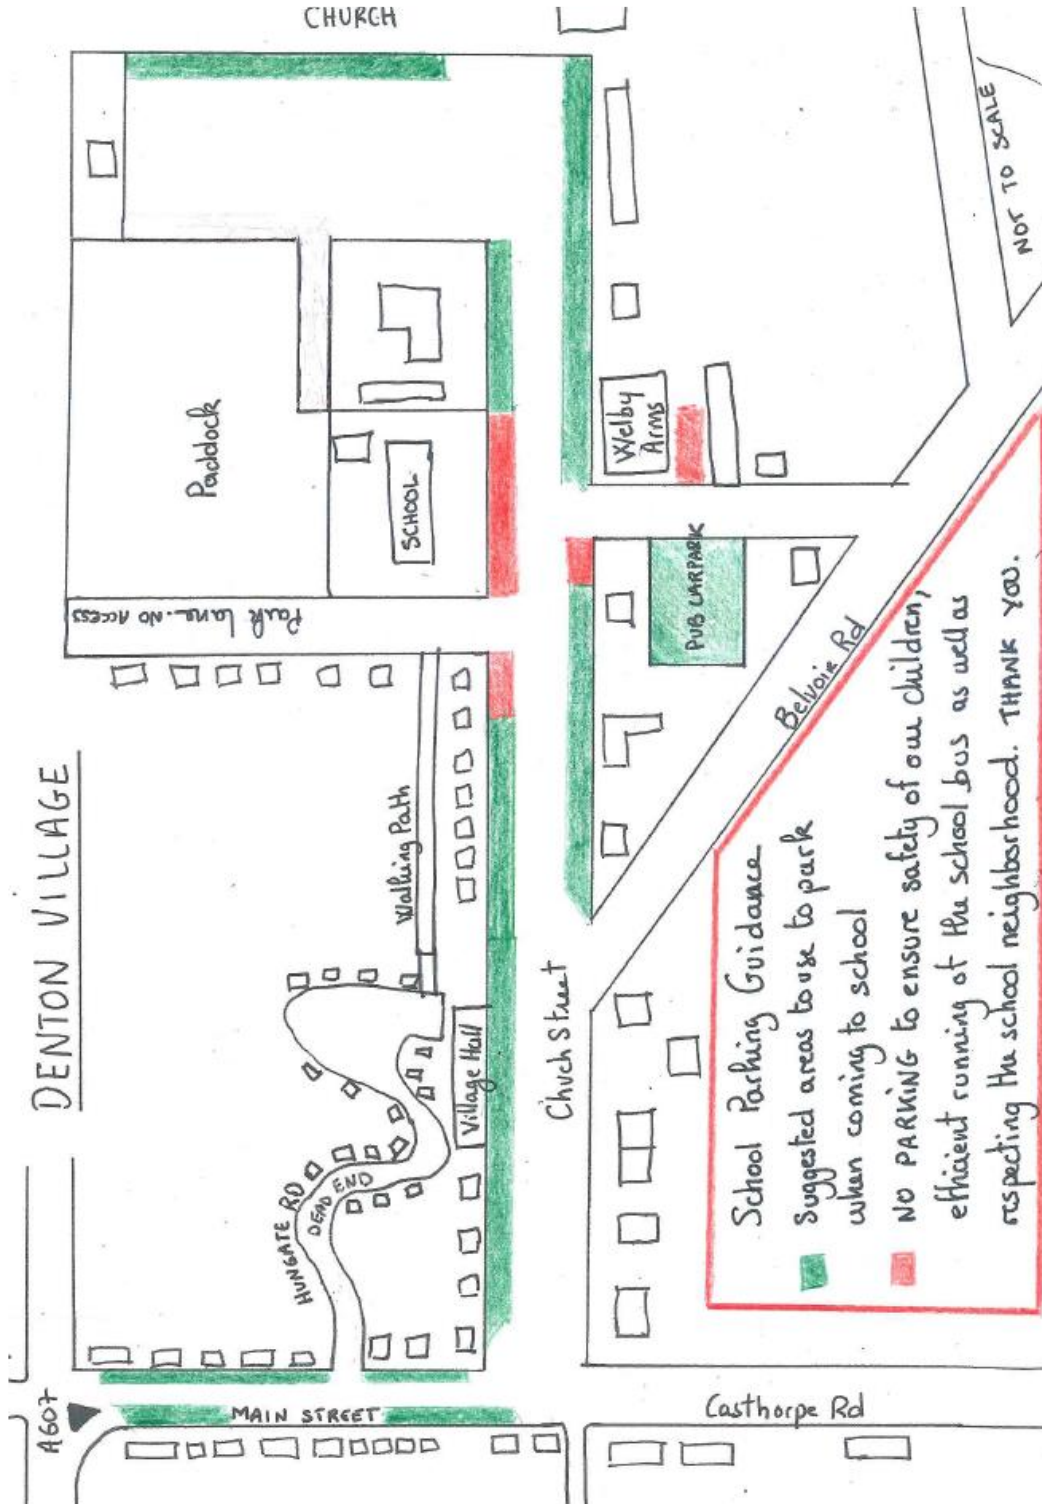 CHURCH
NOT TO SCALE
Paddock
SCHOOL
Welby
Arms
PUB CARPARK
Park Lane - NO ACCESS
Belvoir Rd
DENTON VILLAGE
Walking Path
Village Hall
Chuch Street
HUNGATE RD
DEAD END
School Parking Guidance
Suggested areas to use to park
when coming to school
NO PARKING to ensure safety of our children,
efficient running of the school bus as well as
respecting the school neighborhood. THANK YOU.
A607
MAIN STREET
Casthorpe Rd